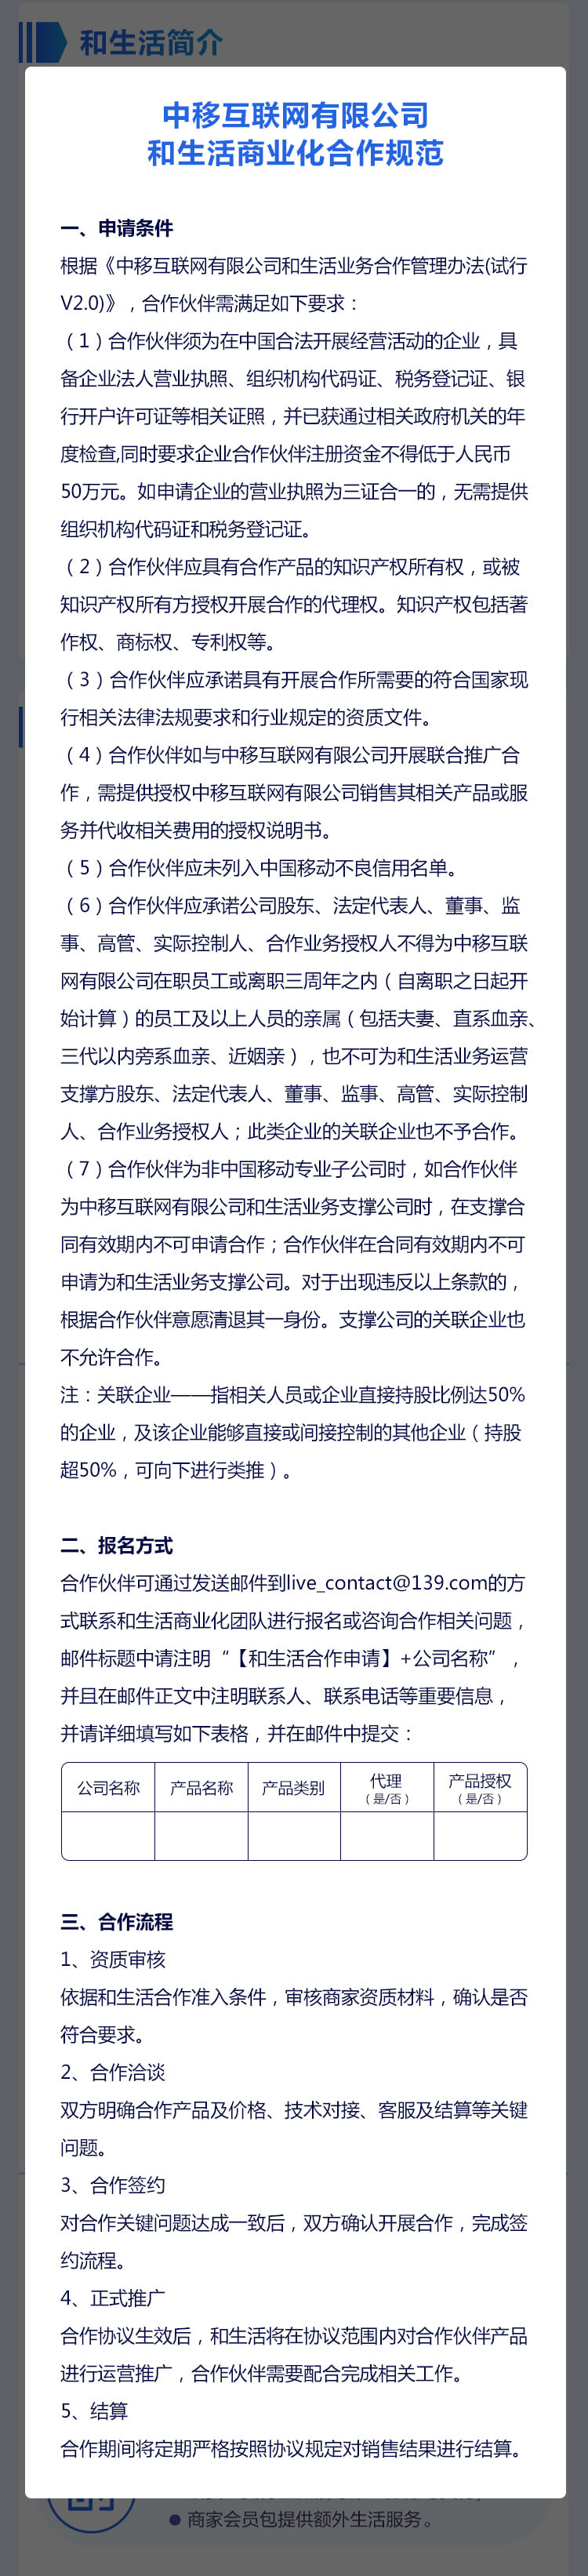 和生活简介
中移互联网有限公司
和生活商业化合作规范
一、申请条件
根据《中移互联网有限公司和生活业务合作管理办法(试行
V2.0)》，合作伙伴需满足如下要求：
（1）合作伙伴须为在中国合法开展经营活动的企业，具
备企业法人营业执照、组织机构代码证、税务登记证、银
行开户许可证等相关证照，并已获通过相关政府机关的年
度检查,同时要求企业合作伙伴注册资金不得低于人民币
50万元。如申请企业的营业执照为三证合一的，无需提供
组织机构代码证和税务登记证。
（2）合作伙伴应具有合作产品的知识产权所有权，或被
知识产权所有方授权开展合作的代理权。知识产权包括著
作权、商标权、专利权等。
（3）合作伙伴应承诺具有开展合作所需要的符合国家现
行相关法律法规要求和行业规定的资质文件。
（4）合作伙伴如与中移互联网有限公司开展联合推广合
作，需提供授权中移互联网有限公司销售其相关产品或服
务并代收相关费用的授权说明书。
（5）合作伙伴应未列入中国移动不良信用名单。
（6）合作伙伴应承诺公司股东、法定代表人、董事、监
事、高管、实际控制人、合作业务授权人不得为中移互联
网有限公司在职员工或离职三周年之内（自离职之日起开
始计算）的员工及以上人员的亲属（包括夫妻、直系血亲、
三代以内旁系血亲、近姻亲），也不可为和生活业务运营
支撑方股东、法定代表人、董事、监事、高管、实际控制
人、合作业务授权人；此类企业的关联企业也不予合作。
（7）合作伙伴为非中国移动专业子公司时，如合作伙伴
为中移互联网有限公司和生活业务支撑公司时，在支撑合
同有效期内不可申请合作；合作伙伴在合同有效期内不可
申请为和生活业务支撑公司。对于出现违反以上条款的，
根据合作伙伴意愿清退其一身份。支撑公司的关联企业也
不允许合作。
注：关联企业——指相关人员或企业直接持股比例达50%
的企业，及该企业能够直接或间接控制的其他企业（持股
超50%，可向下进行类推）。
二、报名方式
合作伙伴可通过发送邮件到live_contact@139.com的方
式联系和生活商业化团队进行报名或咨询合作相关问题，
邮件标题中请注明“【和生活合作申请】+公司名称”，
并且在邮件正文中注明联系人、联系电话等重要信息，
并请详细填写如下表格，并在邮件中提交：
公司名称 产品名称 产品类别 代理 产品授权
（是/否） （是/否）
三、合作流程
1、资质审核
依据和生活合作准入条件，审核商家资质材料，确认是否
符合要求。
2、合作洽谈
双方明确合作产品及价格、技术对接、客服及结算等关键
问题。
3、合作签约
对合作关键问题达成一致后，双方确认开展合作，完成签
约流程。
4、正式推广
合作协议生效后，和生活将在协议范围内对合作伙伴产品
进行运营推广，合作伙伴需要配合完成相关工作。
5、结算
合作期间将定期严格按照协议规定对销售结果进行结算。
● 商家会员包提供额外生活服务。